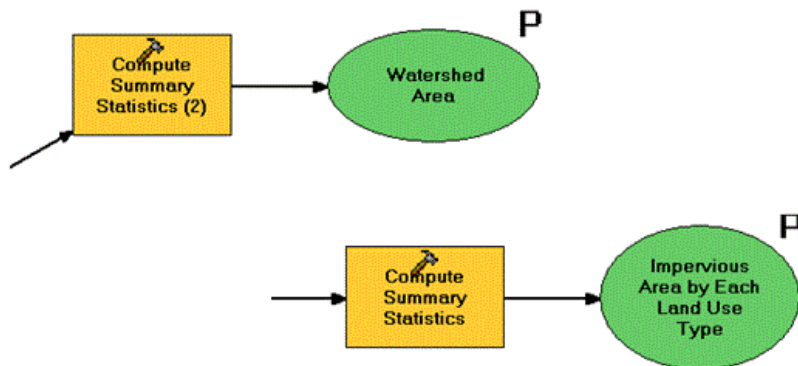 P
Compute
Summary
Statistics (2)
Watershed
Area
P
Compute
Summary
Statistics
Impervious
Area by Each
Land Use
Type